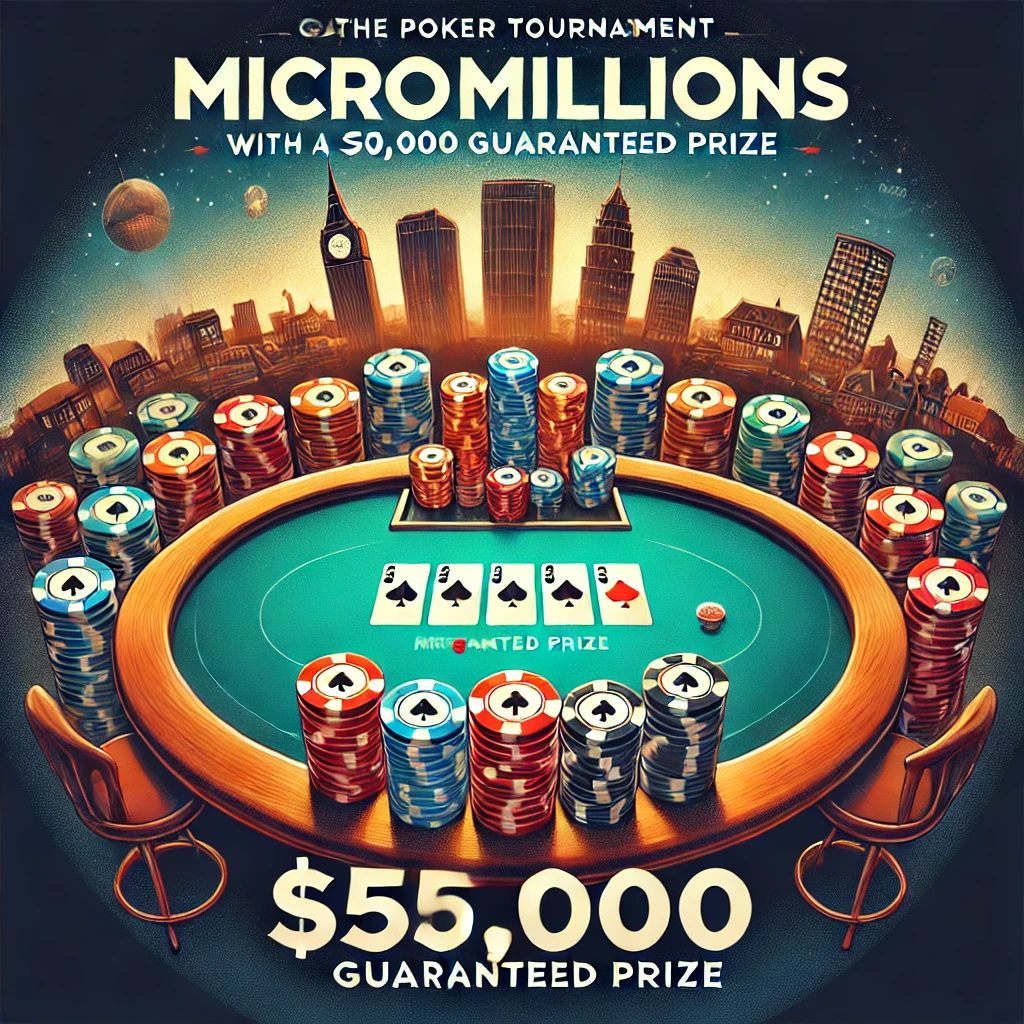 THE POKER TOURNAMENT
MICROMILLIONS
WITH A S0,000 GUARANTEED PRIZE
PRIZE
$55,000
GUARANTEED PRIZE